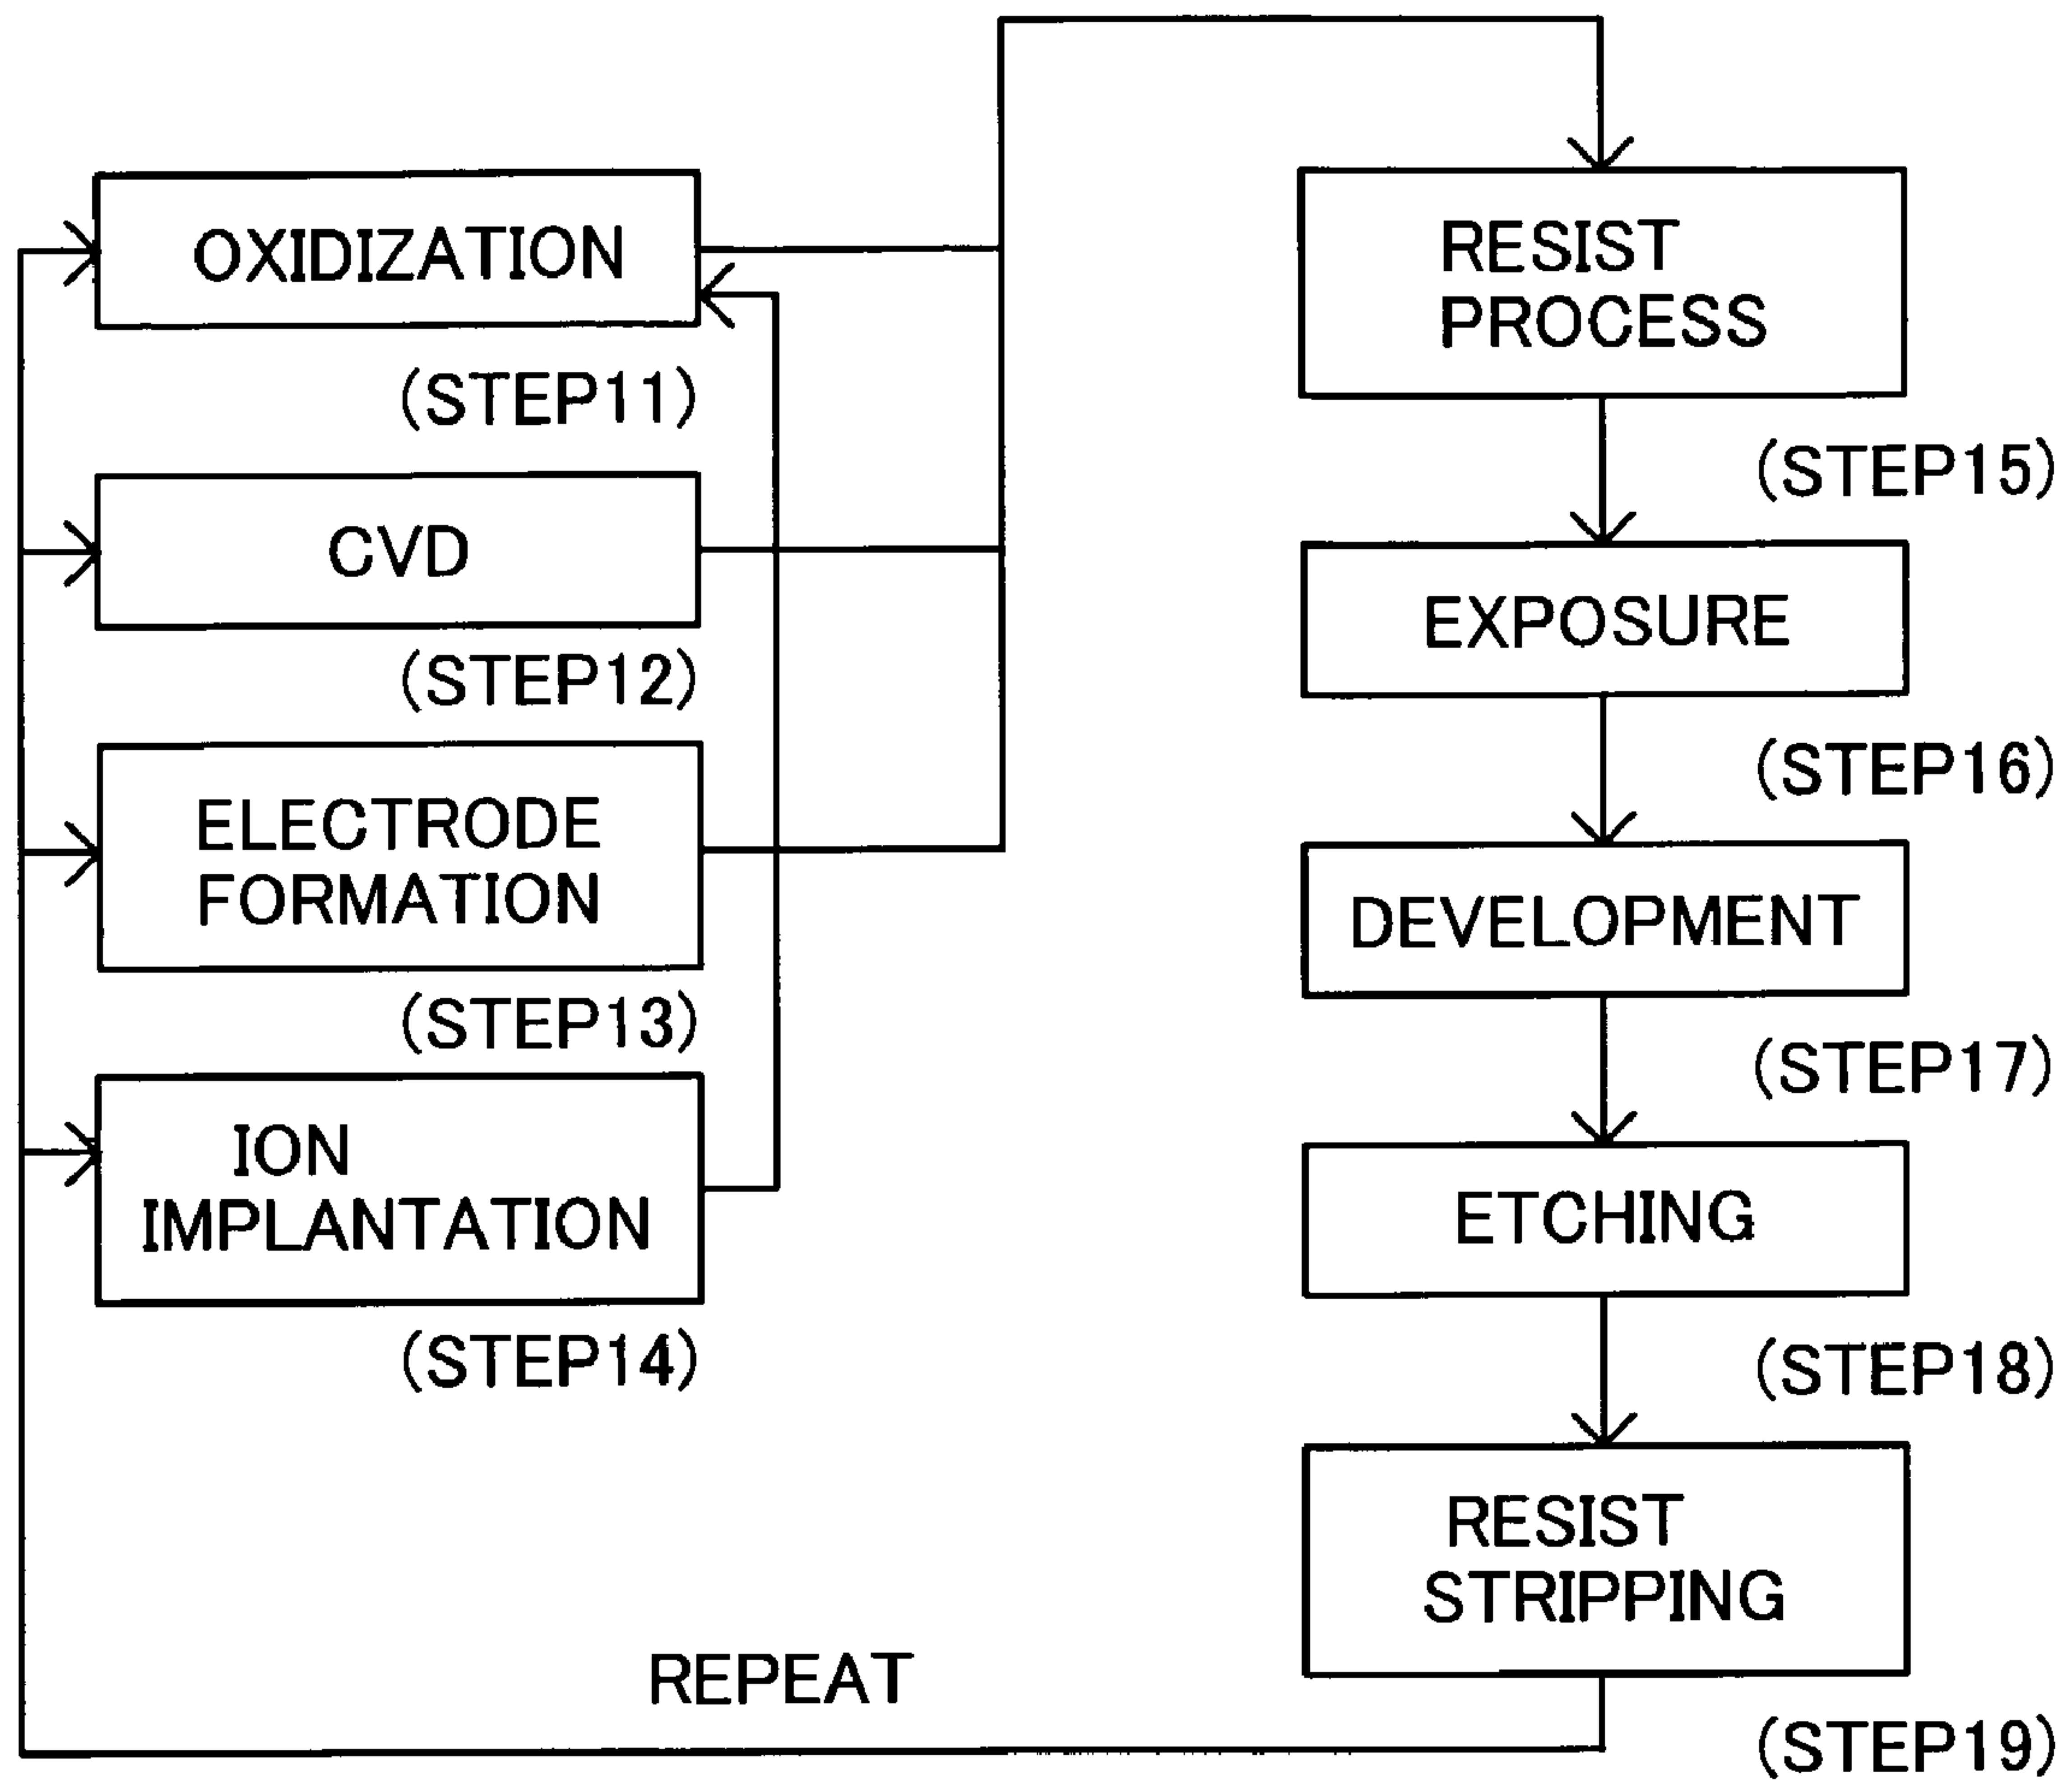 OXIDIZATION
(STEP11)
CVD
(STEP12)
ELECTRODE
FORMATION
(STEP13)
ION
IMPLANTATION
(STEP14)
RESIST
PROCESS
(STEP15)
EXPOSURE
(STEP16)
DEVELOPMENT
(STEP17)
ETCHING
(STEP18)
RESIST
STRIPPING
(STEP19)
REPEAT